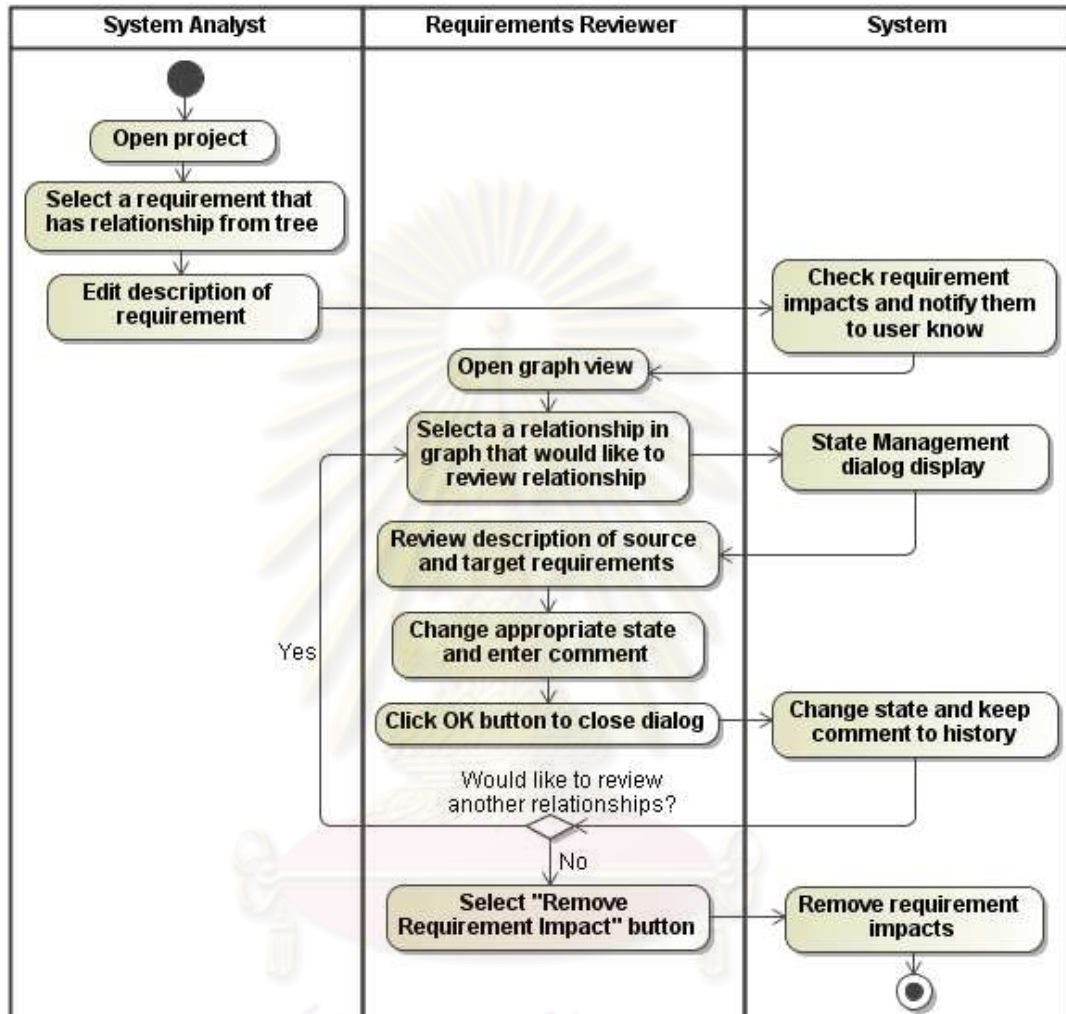 System Analyst
Requirements Reviewer
System
Open project
Select a requirement that
has relationship from tree
Edit description of
requirement
Check requirement
impacts and notify them
to user know
Open graph view
Selecta a relationship in
graph that would like to
review relationship
State Management
dialog display
Review description of source
and target requirements
Change appropriate state
and enter comment
Yes
Click OK button to close dialog
Change state and keep
comment to history
Would like to review
another relationships?
No
Select "Remove
Requirement Impact" button
Remove requirement
impacts